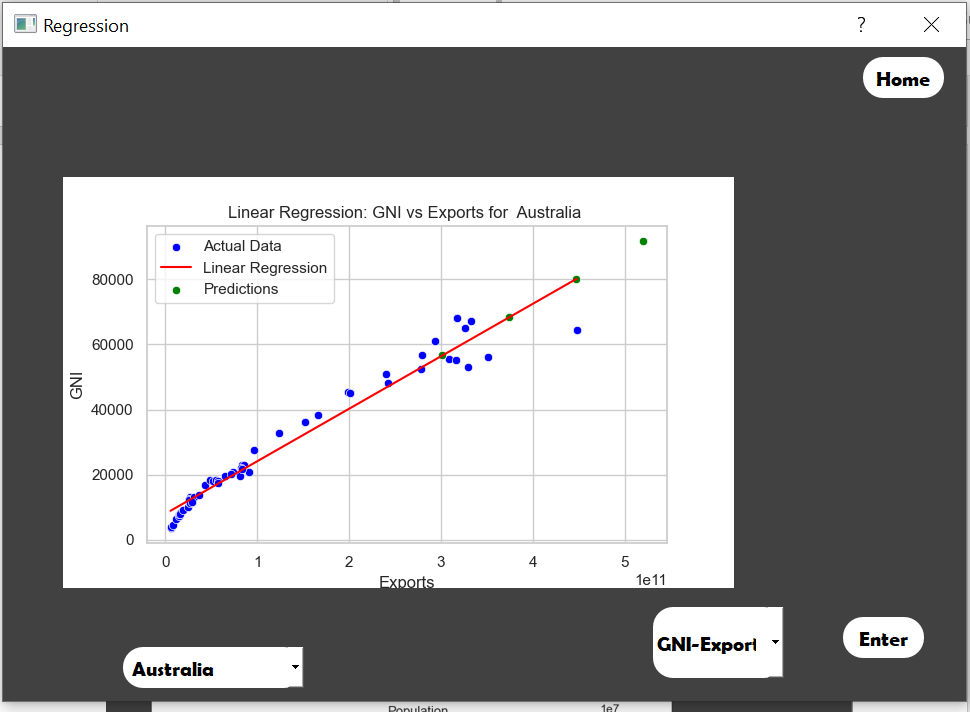 Regression
?
Home
Linear Regression: GNI vs Exports for Australia
Actual Data
Linear Regression
Predictions
80000
60000
40000
20000
0
GNI
0 1 2 3 4 5
1e11
Exports
GNI-Export
Enter
Australia
Population
1e7